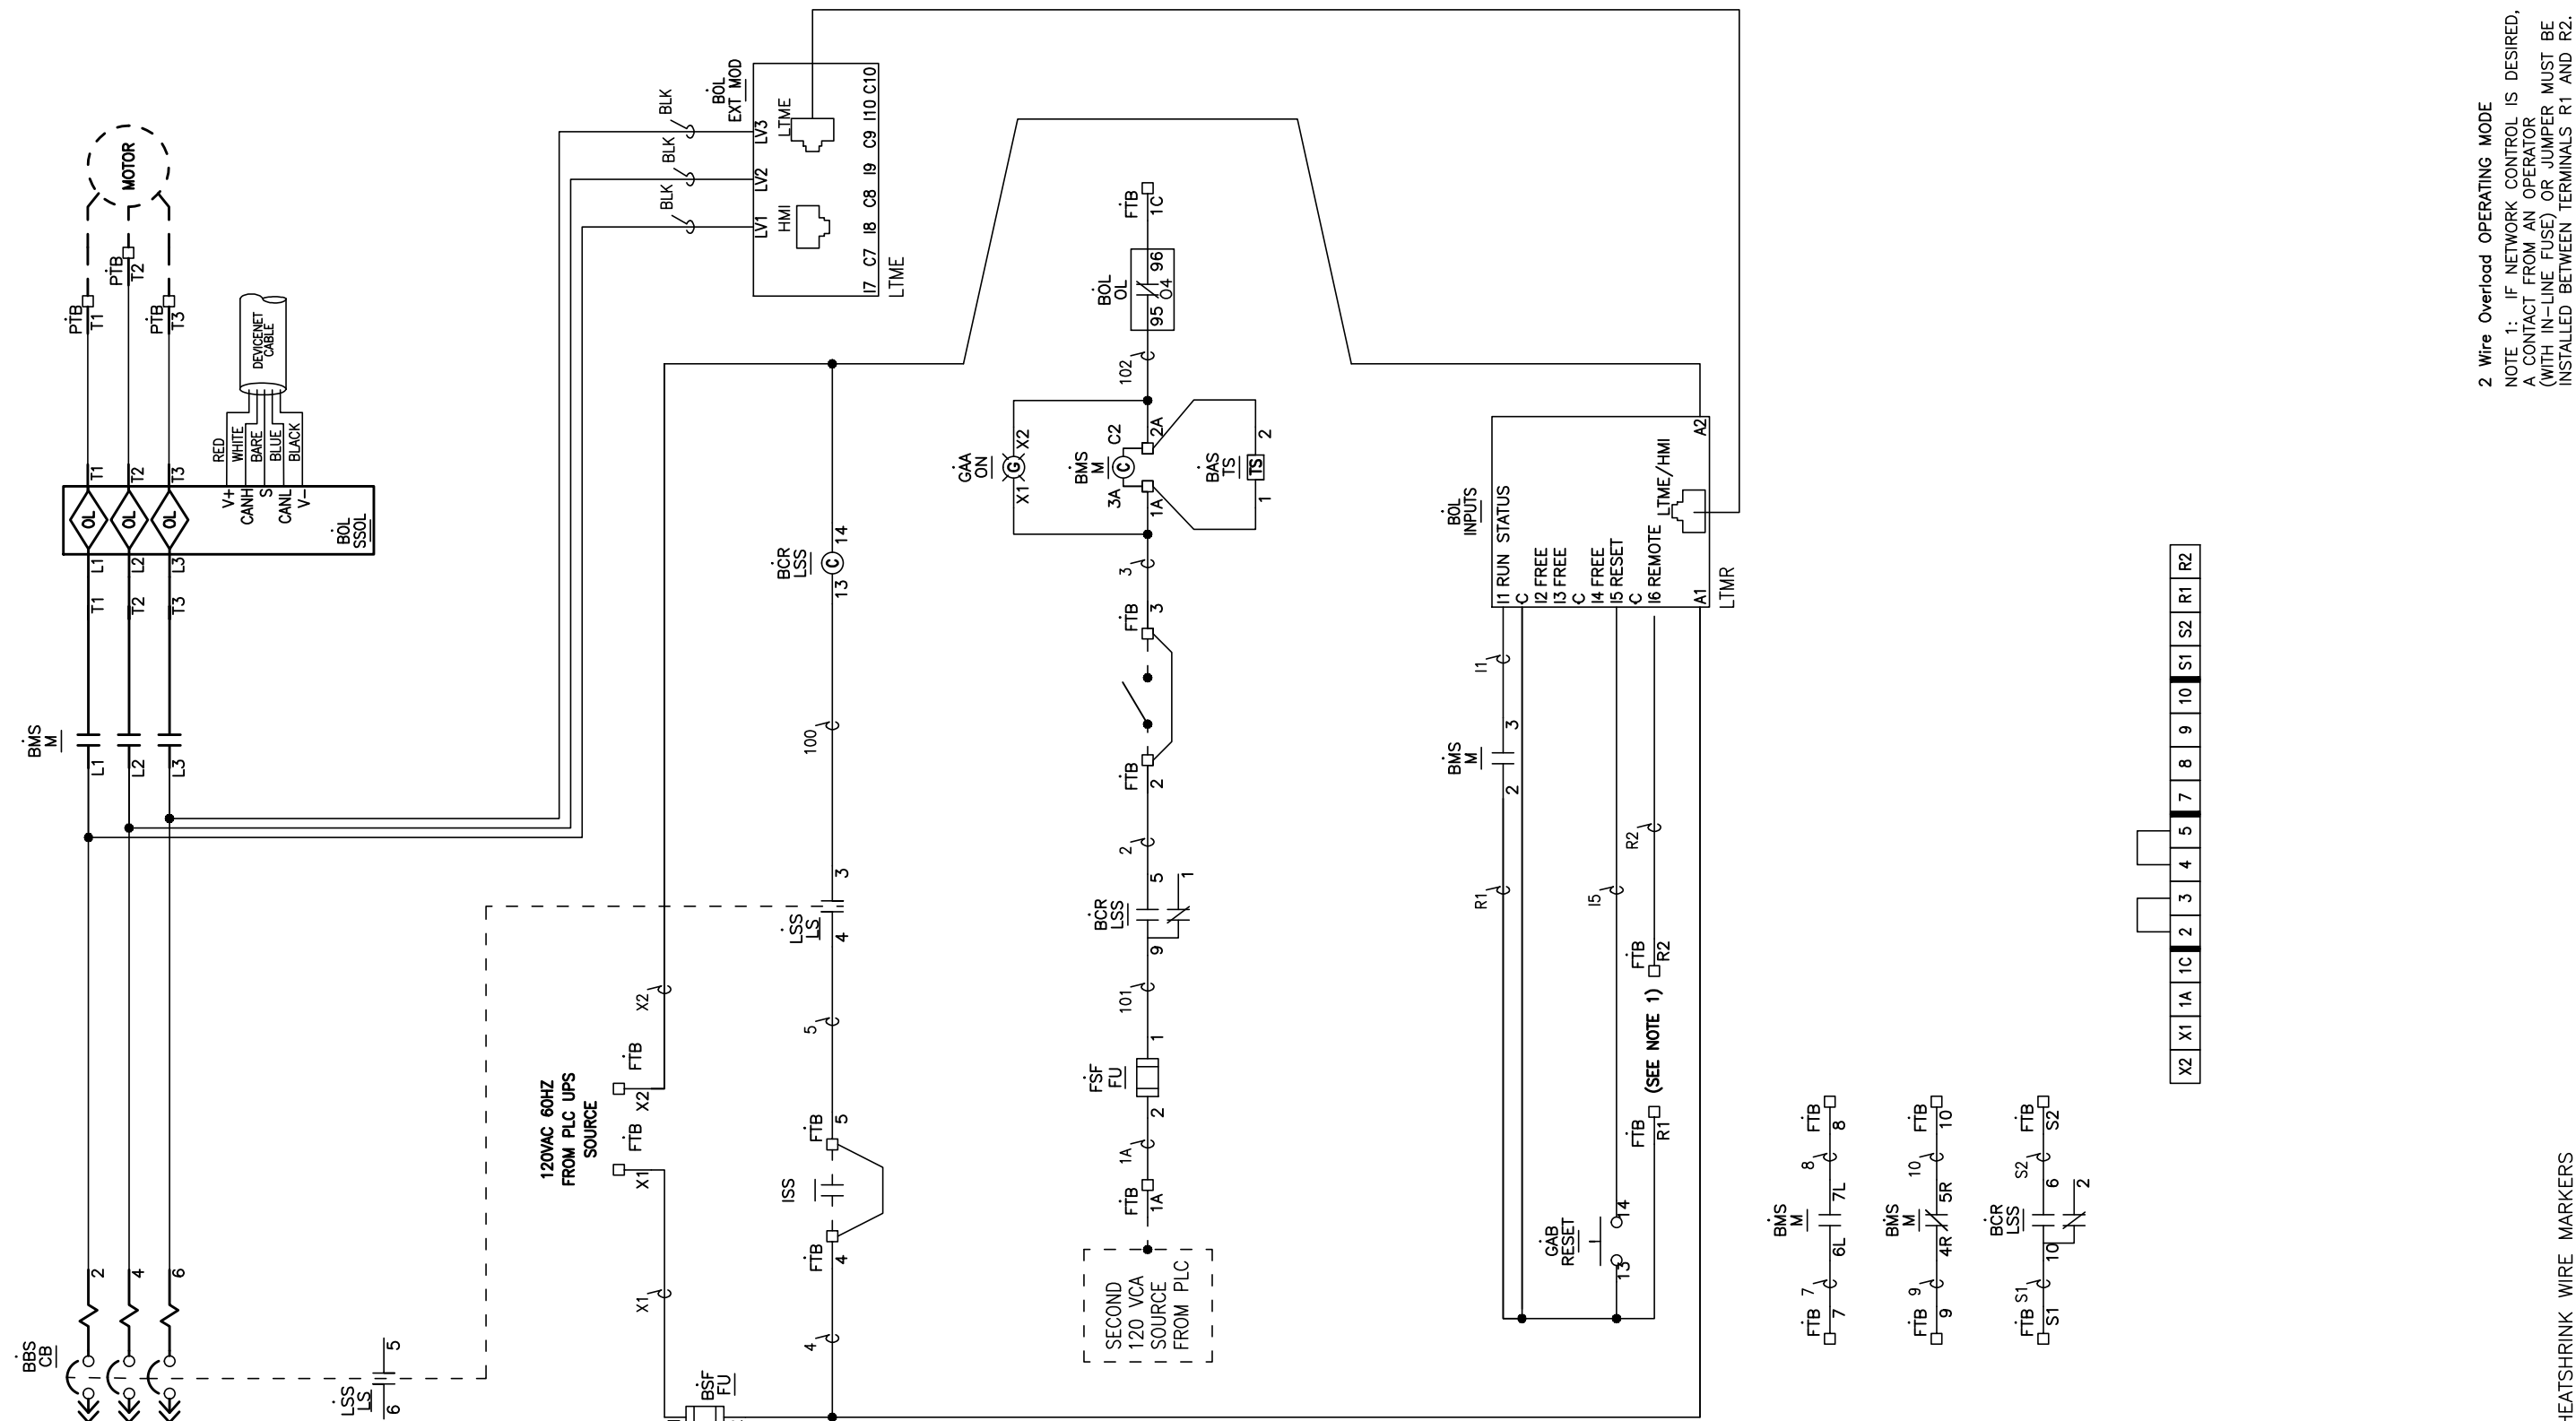 2 Wire Overload OPERATING MODE
NOTE 1: IF NETWORK CONTROL IS DESIRED,
A CONTACT FROM AN OPERATOR
(WITH IN-LINE FUSE) OR JUMPER MUST BE
INSTALLED BETWEEN TERMINALS R1 AND R2.
HEATSHRINK WIRE MARKERS
MOTOR
PTB
T1
PTB
T2
PTB
T3
DEVICENET
CABLE
RED
WHITE
BARE
BLUE
BLACK
V+
CANH
S
CANL
V-
BOL
SSOL
T1
T2
T3
OL
OL
OL
L1
L2
L3
T1
T2
T3
BMS
M
L1
L2
L3
2
4
6
BBS
CB
LSS
LS
5
6
BOL
EXT MOD
BLK
BLK
BLK
LV3
LV2
LV1
LTME
HMI
I7 C7 I8 C8 I9 C9 I10 C10
LTME
120VAC 60HZ
FROM PLC UPS
SOURCE
FTB
X2
FTB
X1
X2
X1
BSF
FU
BCR
LSS
C
14
13
100
3
LSS
LS
4
5
FTB
5
ISS
FTB
4
4
FTB
1C
BOL
OL
96
95
O4
102
GAA
ON
G
X2
X1
BMS
M
C
C2
2A
3A
1A
BAS
TS
TS
2
1
3
FTB
3
FTB
2
2
BCR
LSS
5
1
9
101
1
FSF
FU
2
1A
FTB
1A
SECOND
120 VCA
SOURCE
FROM PLC
BOL
INPUTS
I1 RUN STATUS
C
I2 FREE
I3 FREE
C
I4 FREE
I5 RESET
C
I6 REMOTE
LTME/HMI
A2
A1
LTMR
I1
BMS
M
3
2
R1
I5
R2
FTB
R2
(SEE NOTE 1)
FTB
R1
GAB
RESET
14
13
FTB
8
8
BMS
M
7L
6L
7
FTB
7
FTB
10
10
BMS
M
5R
4R
9
FTB
9
FTB
S2
S2
BCR
LSS
6
2
10
S1
FTB
S1
X2 X1 1A 1C 2 3 4 5 7 8 9 10 S1 S2 R1 R2